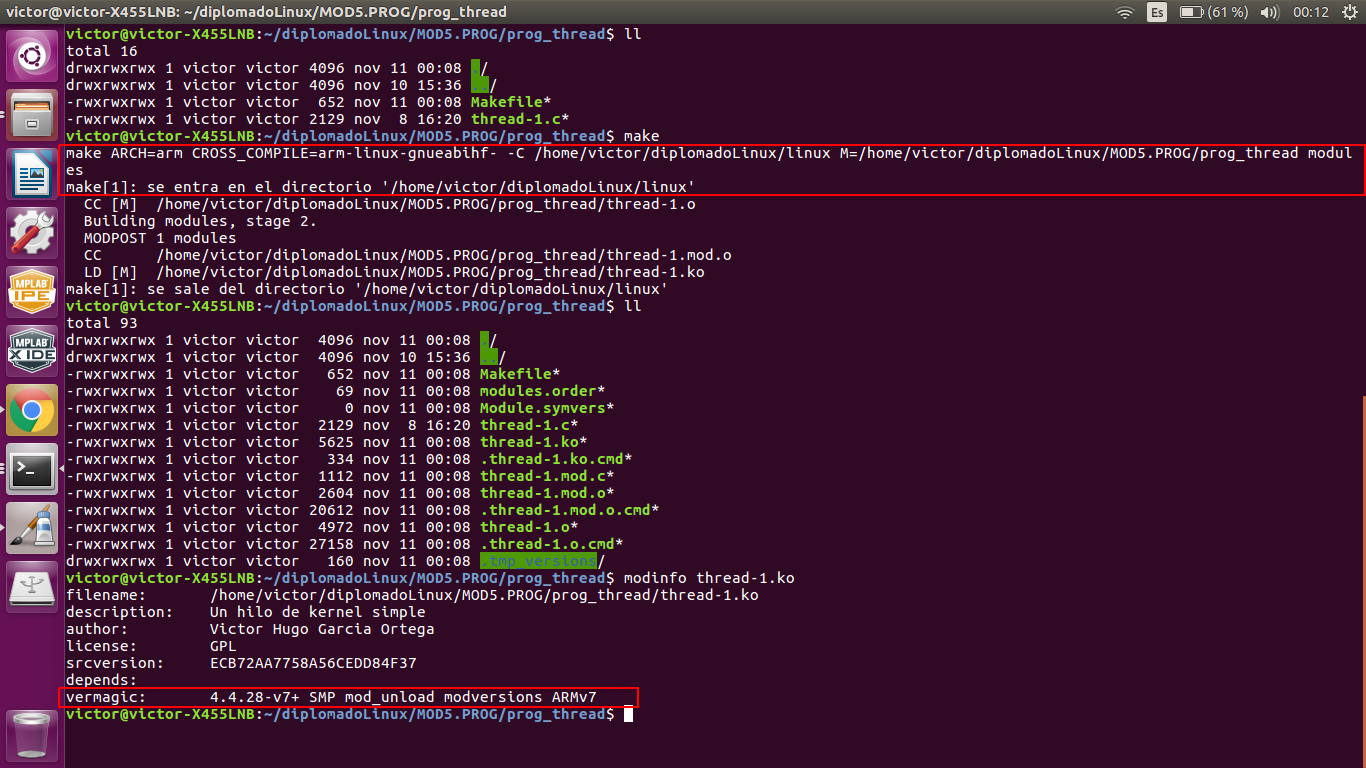 victor@victor-X455LNB: ~/diplomadoLinux/MOD5.PROG/prog_thread Es (61 %) 00:12
victor@victor-X455LNB:~/diplomadoLinux/MOD5.PROG/prog_thread$ ll
total 16
drwxrwxrwx 1 victor victor 4096 nov 11 00:08 ./
drwxrwxrwx 1 victor victor 4096 nov 10 15:36 ../
-rwxrwxrwx 1 victor victor  652 nov 11 00:08 Makefile*
-rwxrwxrwx 1 victor victor 2129 nov  8 16:20 thread-1.c*
victor@victor-X455LNB:~/diplomadoLinux/MOD5.PROG/prog_thread$ make
make ARCH=arm CROSS_COMPILE=arm-linux-gnueabihf- -C /home/victor/diplomadoLinux/linux M=/home/victor/diplomadoLinux/MOD5.PROG/prog_thread modul
es
make[1]: se entra en el directorio '/home/victor/diplomadoLinux/linux'
  CC [M]  /home/victor/diplomadoLinux/MOD5.PROG/prog_thread/thread-1.o
  Building modules, stage 2.
  MODPOST 1 modules
  CC      /home/victor/diplomadoLinux/MOD5.PROG/prog_thread/thread-1.mod.o
  LD [M]  /home/victor/diplomadoLinux/MOD5.PROG/prog_thread/thread-1.ko
make[1]: se sale del directorio '/home/victor/diplomadoLinux/linux'
victor@victor-X455LNB:~/diplomadoLinux/MOD5.PROG/prog_thread$ ll
total 93
drwxrwxrwx 1 victor victor  4096 nov 11 00:08 ./
drwxrwxrwx 1 victor victor  4096 nov 10 15:36 ../
-rwxrwxrwx 1 victor victor   652 nov 11 00:08 Makefile*
-rwxrwxrwx 1 victor victor    69 nov 11 00:08 modules.order*
-rwxrwxrwx 1 victor victor     0 nov 11 00:08 Module.symvers*
-rwxrwxrwx 1 victor victor  2129 nov  8 16:20 thread-1.c*
-rwxrwxrwx 1 victor victor  5625 nov 11 00:08 thread-1.ko*
-rwxrwxrwx 1 victor victor   334 nov 11 00:08 .thread-1.ko.cmd*
-rwxrwxrwx 1 victor victor  1112 nov 11 00:08 thread-1.mod.c*
-rwxrwxrwx 1 victor victor  2604 nov 11 00:08 thread-1.mod.o*
-rwxrwxrwx 1 victor victor 20612 nov 11 00:08 .thread-1.mod.o.cmd*
-rwxrwxrwx 1 victor victor  4972 nov 11 00:08 thread-1.o*
-rwxrwxrwx 1 victor victor 27158 nov 11 00:08 .thread-1.o.cmd*
drwxrwxrwx 1 victor victor   160 nov 11 00:08 .tmp_versions/
victor@victor-X455LNB:~/diplomadoLinux/MOD5.PROG/prog_thread$ modinfo thread-1.ko
filename:       /home/victor/diplomadoLinux/MOD5.PROG/prog_thread/thread-1.ko
description:    Un hilo de kernel simple
author:         Victor Hugo Garcia Ortega
license:        GPL
srcversion:     ECB72AA7758A56CEDD84F37
depends:
vermagic:       4.4.28-v7+ SMP mod_unload modversions ARMv7
victor@victor-X455LNB:~/diplomadoLinux/MOD5.PROG/prog_thread$
MPLAB
IPE
MPLAB
X IDE